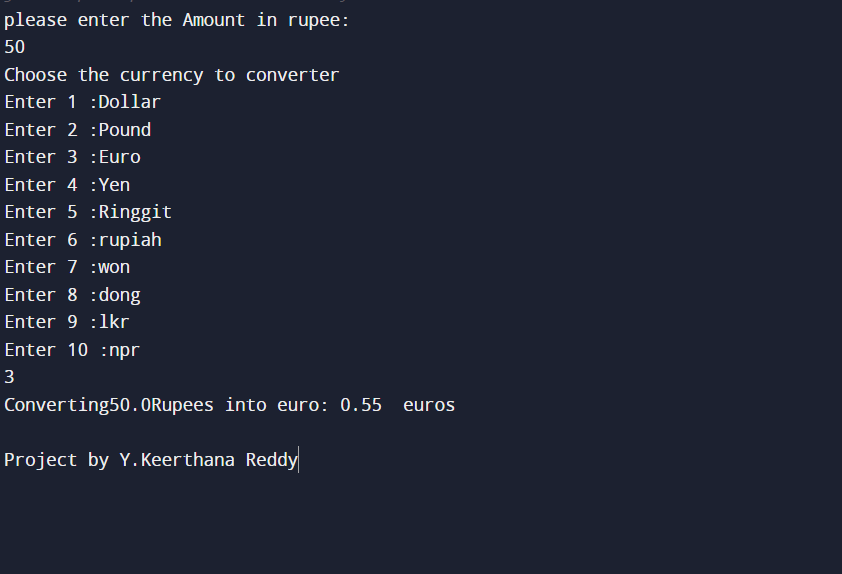 please enter the Amount in rupee:
50
Choose the currency to converter
Enter 1 :Dollar
Enter 2 :Pound
Enter 3 :Euro
Enter 4 :Yen
Enter 5 :Ringgit
Enter 6 :rupiah
Enter 7 :won
Enter 8 :dong
Enter 9 :lkr
Enter 10 :npr
3
Converting50.0Rupees into euro: 0.55  euros
Project by Y.Keerthana Reddy